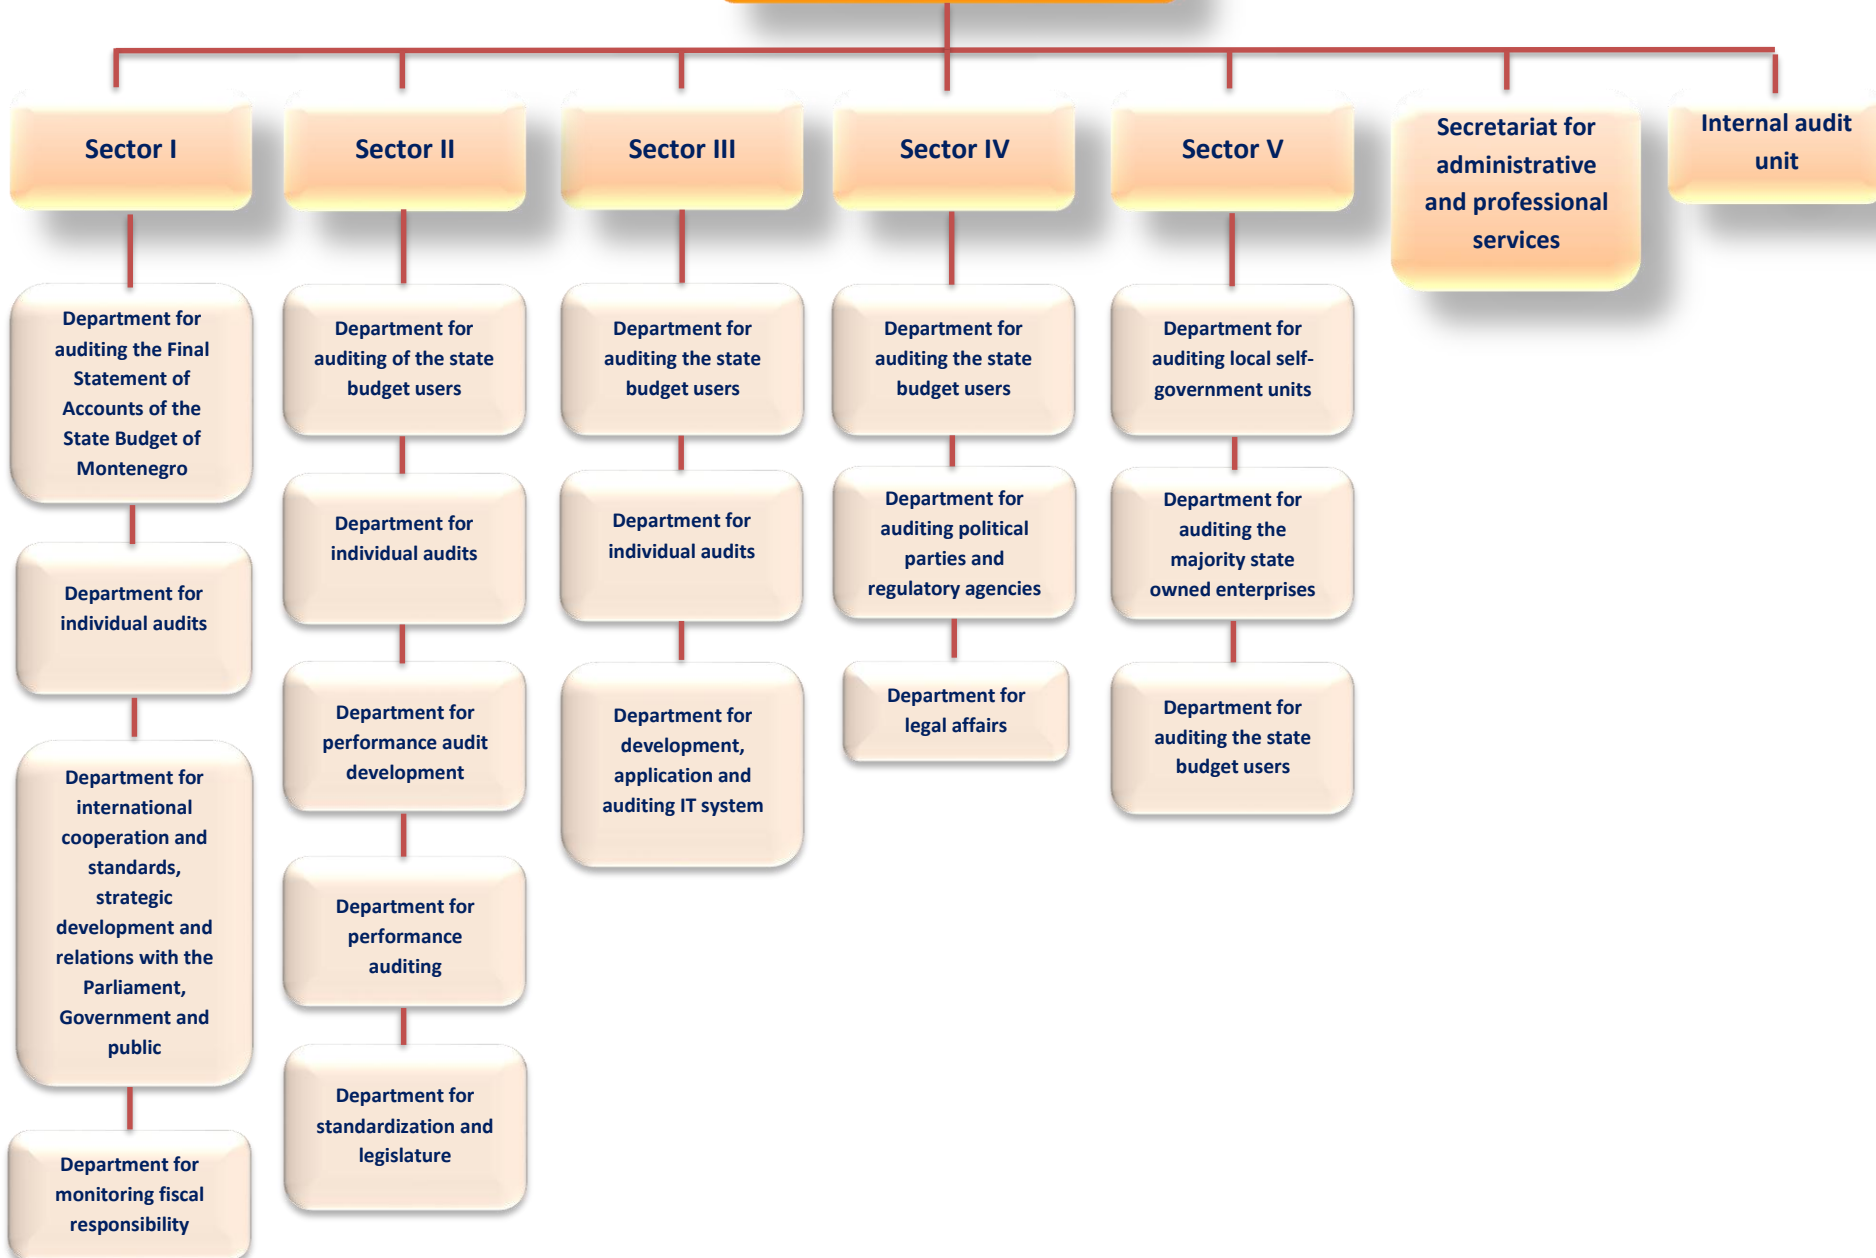 Sector I
Sector II
Sector III
Sector IV
Sector V
Secretariat for
administrative
and professional
services
Internal audit
unit
Department for
auditing the Final
Statement of
Accounts of the
State Budget of
Montenegro
Department for
individual audits
Department for
international
cooperation and
standards,
strategic
development and
relations with the
Parliament,
Government and
public
Department for
monitoring fiscal
responsibility
Department for
auditing of the state
budget users
Department for
individual audits
Department for
performance audit
development
Department for
performance
auditing
Department for
standardization and
legislature
Department for
auditing the state
budget users
Department for
individual audits
Department for
development,
application and
auditing IT system
Department for
auditing the state
budget users
Department for
auditing political
parties and
regulatory agencies
Department for
legal affairs
Department for
auditing local self-
government units
Department for
auditing the
majority state
owned enterprises
Department for
auditing the state
budget users